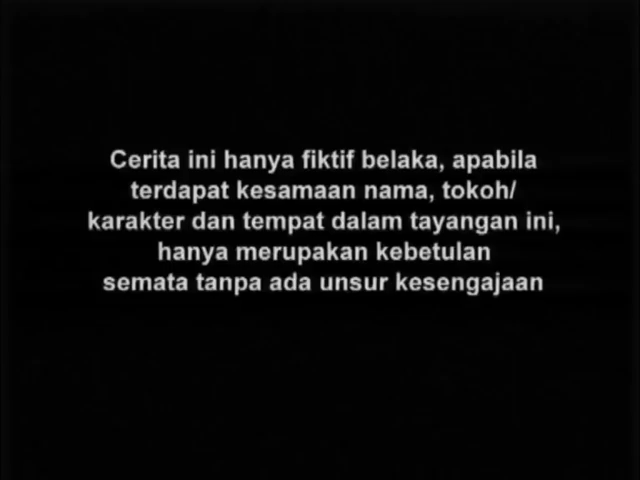 Cerita ini hanya fiktif belaka, apabila
terdapat kesamaan nama, tokoh/
karakter dan tempat dalam tayangan ini,
hanya merupakan kebetulan
semata tanpa ada unsur kesengajaan